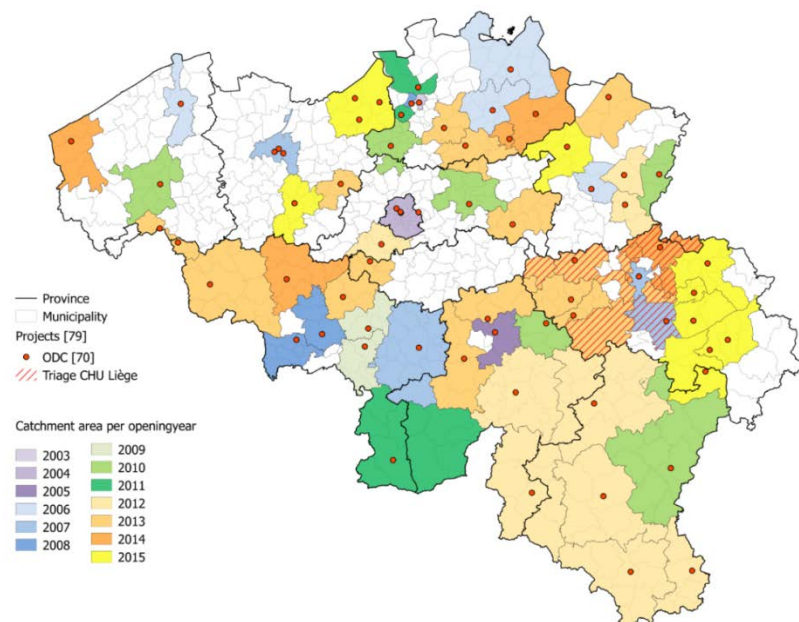 Province
Municipality
Projects [79]
ODC [70]
Triage CHU Liège
Catchment area per openingyear
2003
2004
2005
2006
2007
2008
2009
2010
2011
2012
2013
2014
2015